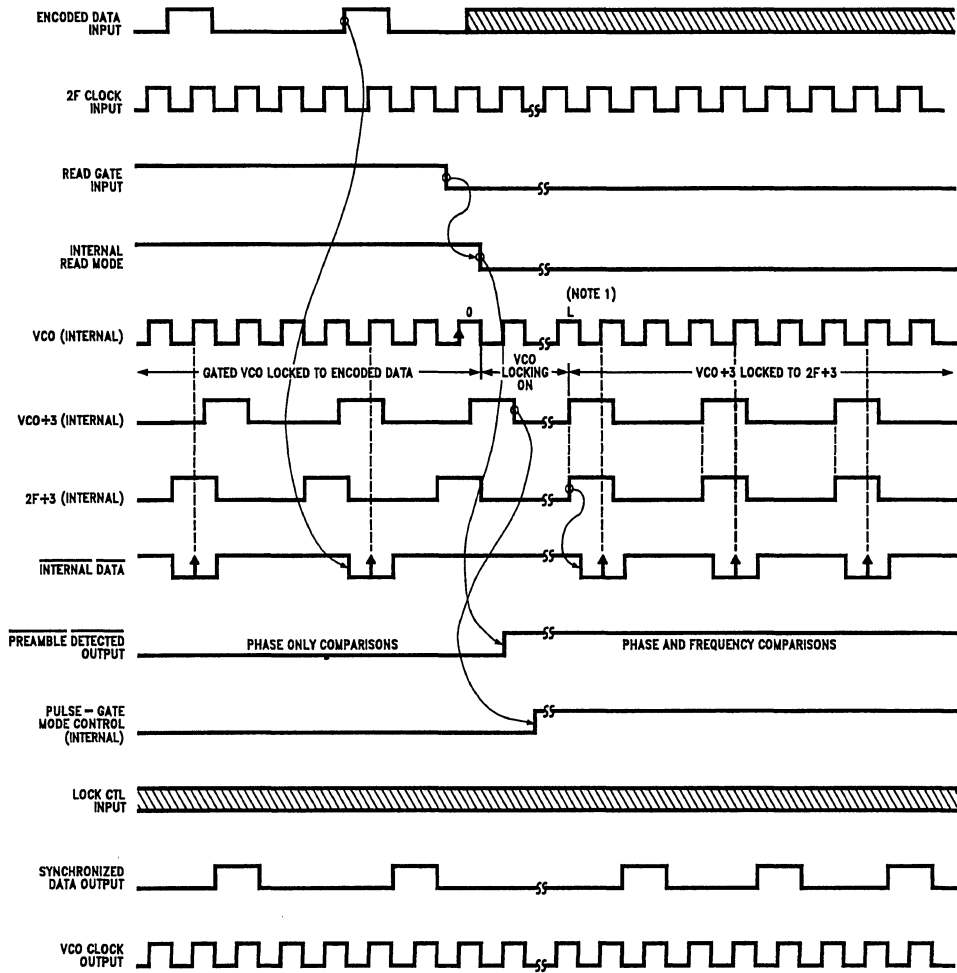 ENCODED DATA
INPUT
2F CLOCK
INPUT
READ GATE
INPUT
INTERNAL
READ MODE
(NOTE 1)
0
L
VCO (INTERNAL)
GATED VCO LOCKED TO ENCODED DATA
VCO
LOCKING
ON
VCO÷3 LOCKED TO 2F÷3
VCO÷3 (INTERNAL)
2F÷3 (INTERNAL)
INTERNAL DATA
PREAMBLE DETECTED
OUTPUT
PHASE ONLY COMPARISONS
PHASE AND FREQUENCY COMPARISONS
PULSE – GATE
MODE CONTROL
(INTERNAL)
LOCK CTL
INPUT
SYNCHRONIZED
DATA OUTPUT
VCO CLOCK
OUTPUT